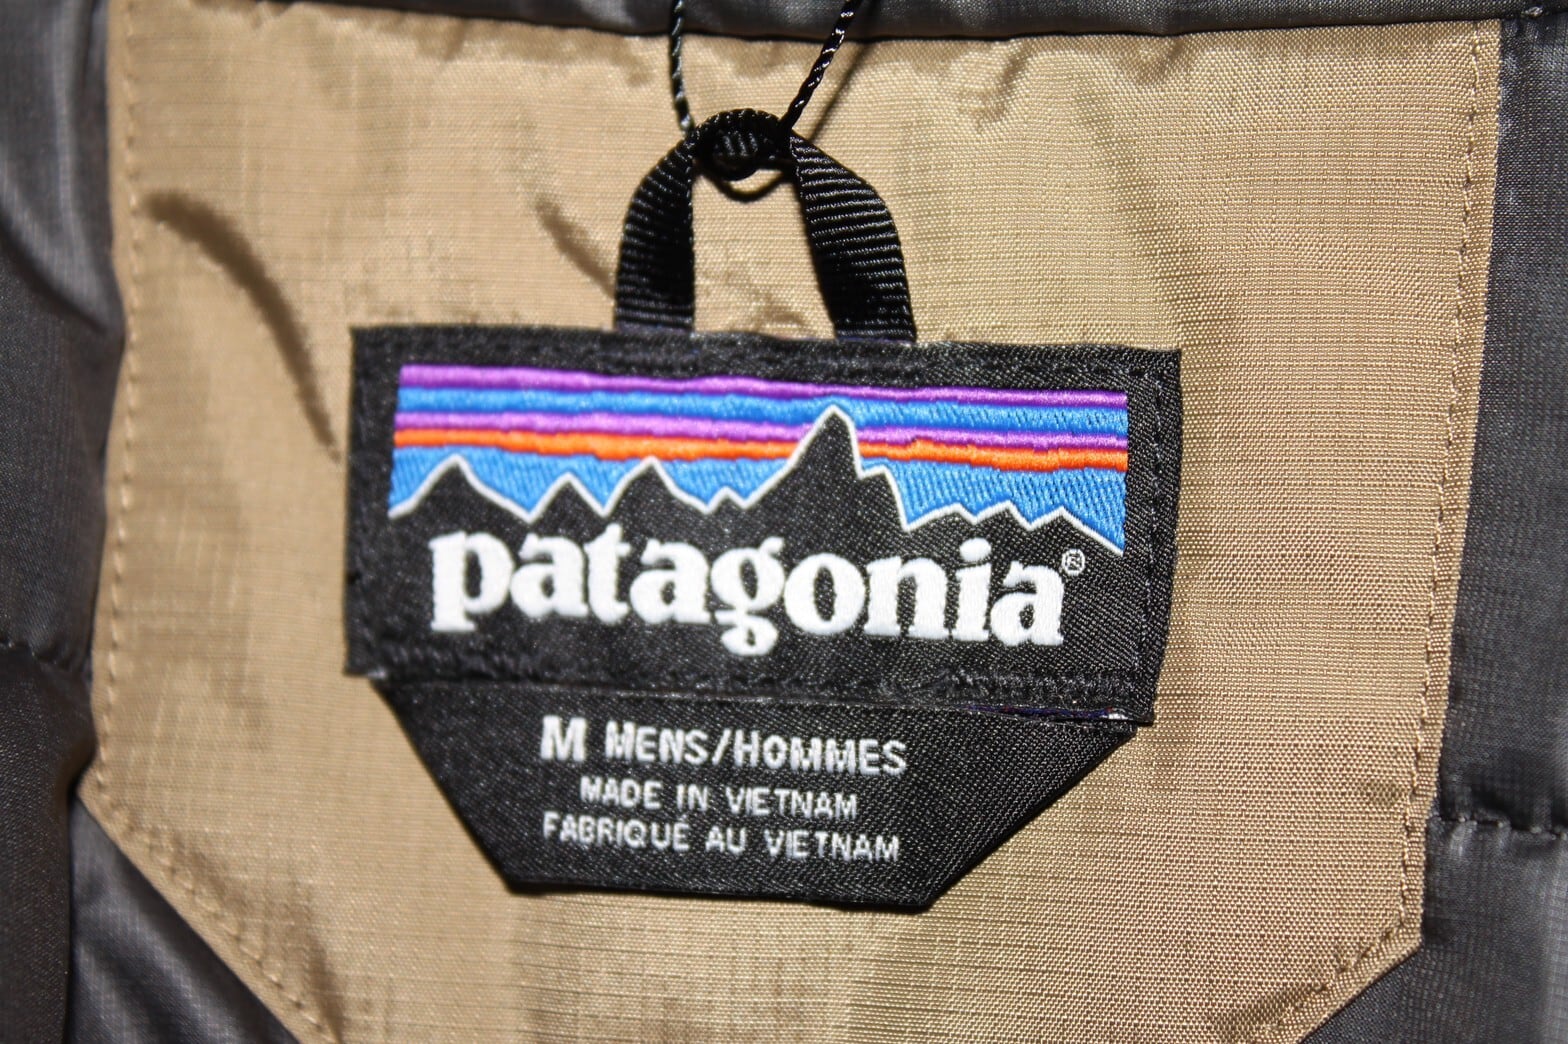 patagonia®
M MENS/HOMMES
MADE IN VIETNAM
FABRIQUÉ AU VIETNAM